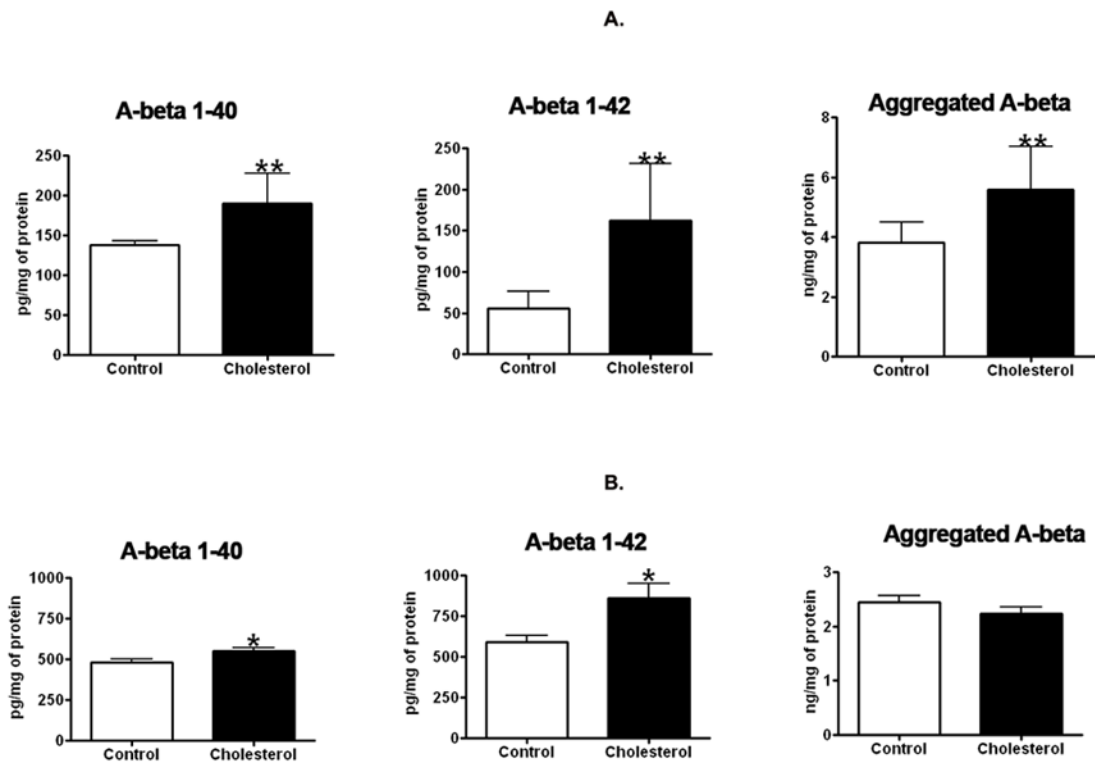 A.
A-beta 1-40
pg/mg of protein
250
200
150
100
50
0
**
Control Cholesterol
A-beta 1-42
pg/mg of protein
250
200
150
100
50
0
**
Control Cholesterol
Aggregated A-beta
ng/mg of protein
8
6
4
2
0
**
Control Cholesterol
B.
A-beta 1-40
pg/mg of protein
1000
750
500
250
0
*
Control Cholesterol
A-beta 1-42
pg/mg of protein
1000
750
500
250
0
*
Control Cholesterol
Aggregated A-beta
ng/mg of protein
3
2
1
0
Control Cholesterol